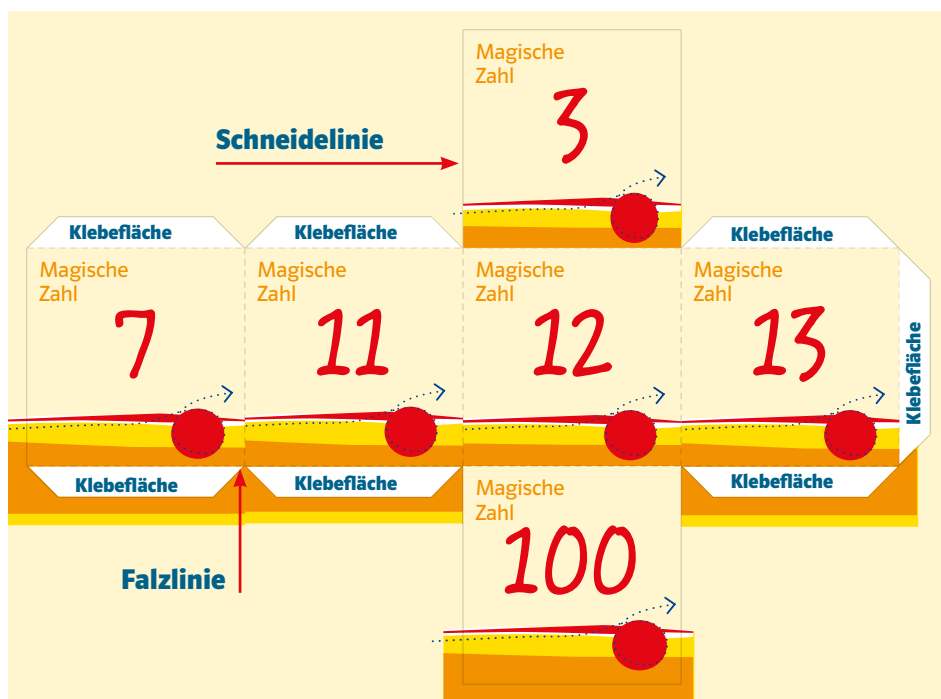 Magische
Zahl
3
Schneidelinie
Klebefläche
Klebefläche
Klebefläche
Magische
Zahl
7
Magische
Zahl
11
Magische
Zahl
12
Magische
Zahl
13
Klebefläche
Klebefläche
Klebefläche
Klebefläche
Magische
Zahl
100
Falzlinie